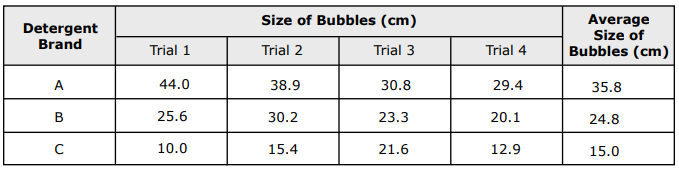 Detergent Brand Size of Bubbles (cm) Average Size of Bubbles (cm)
Trial 1 Trial 2 Trial 3 Trial 4
A 44.0 38.9 30.8 29.4 35.8
B 25.6 30.2 23.3 20.1 24.8
C 10.0 15.4 21.6 12.9 15.0